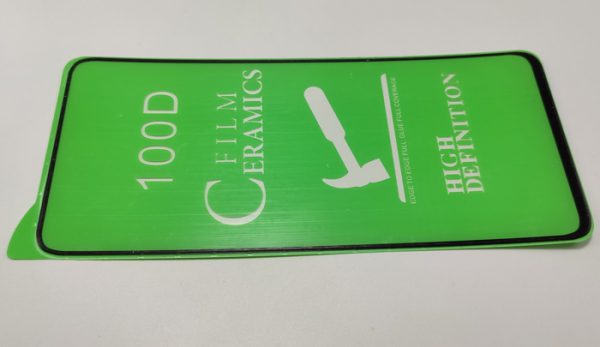 100D
FILM
CERAMICS
EDGE TO EDGE FULL GLUE FULL COVERAGE
HIGH
DEFINITION